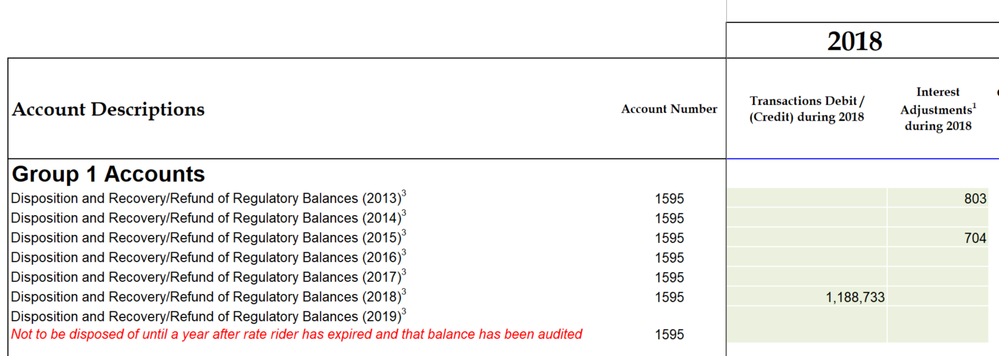 2018
Account Descriptions
Account Number
Transactions Debit /
(Credit) during 2018
Interest
Adjustments1
during 2018
Group 1 Accounts
Disposition and Recovery/Refund of Regulatory Balances (2013)3 1595 803
Disposition and Recovery/Refund of Regulatory Balances (2014)3 1595
Disposition and Recovery/Refund of Regulatory Balances (2015)3 1595 704
Disposition and Recovery/Refund of Regulatory Balances (2016)3 1595
Disposition and Recovery/Refund of Regulatory Balances (2017)3 1595
Disposition and Recovery/Refund of Regulatory Balances (2018)3 1595 1,188,733
Disposition and Recovery/Refund of Regulatory Balances (2019)3
Not to be disposed of until a year after rate rider has expired and that balance has been audited 1595